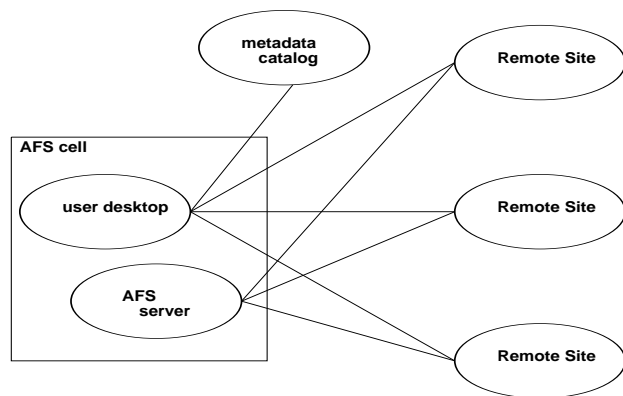 metadata
catalog
Remote Site
AFS cell
user desktop
Remote Site
AFS
server
Remote Site